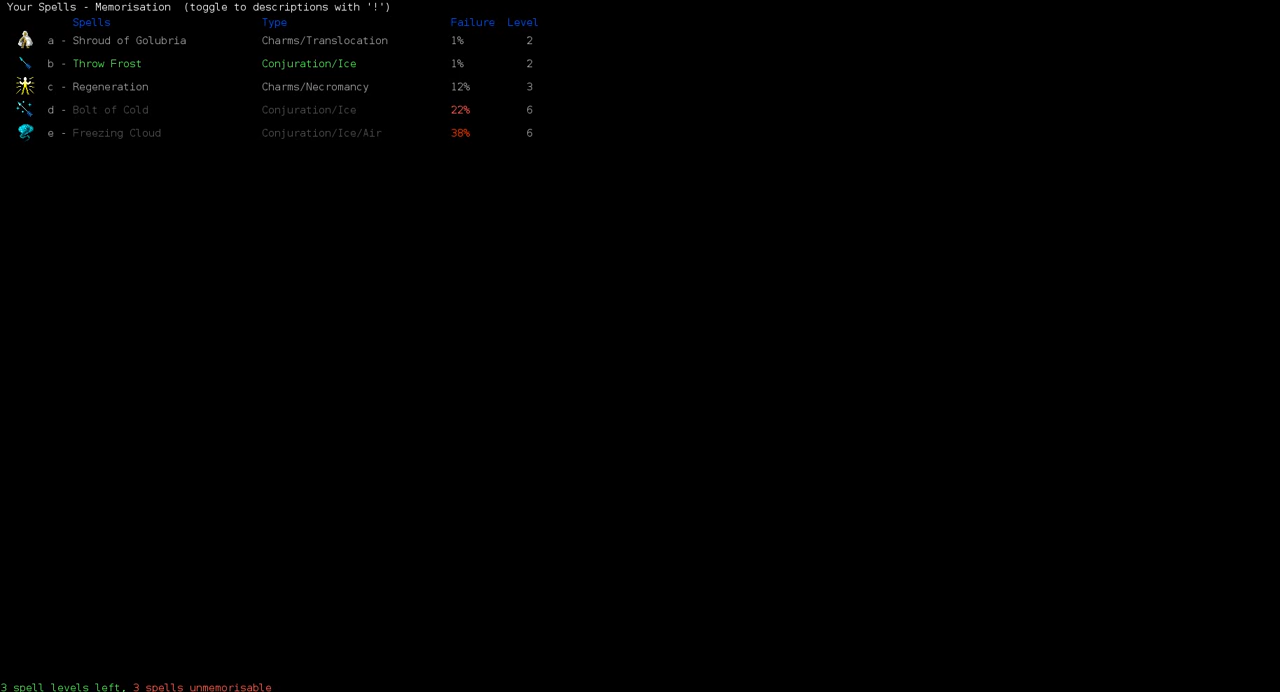 Your Spells - Memorisation  (toggle to descriptions with '!')
Spells Type Failure Level
a - Shroud of Golubria Charms/Translocation 1% 2
b - Throw Frost Conjuration/Ice 1% 2
c - Regeneration Charms/Necromancy 12% 3
d - Bolt of Cold Conjuration/Ice 22% 6
e - Freezing Cloud Conjuration/Ice/Air 38% 6
3 spell levels left, 3 spells unmemorisable